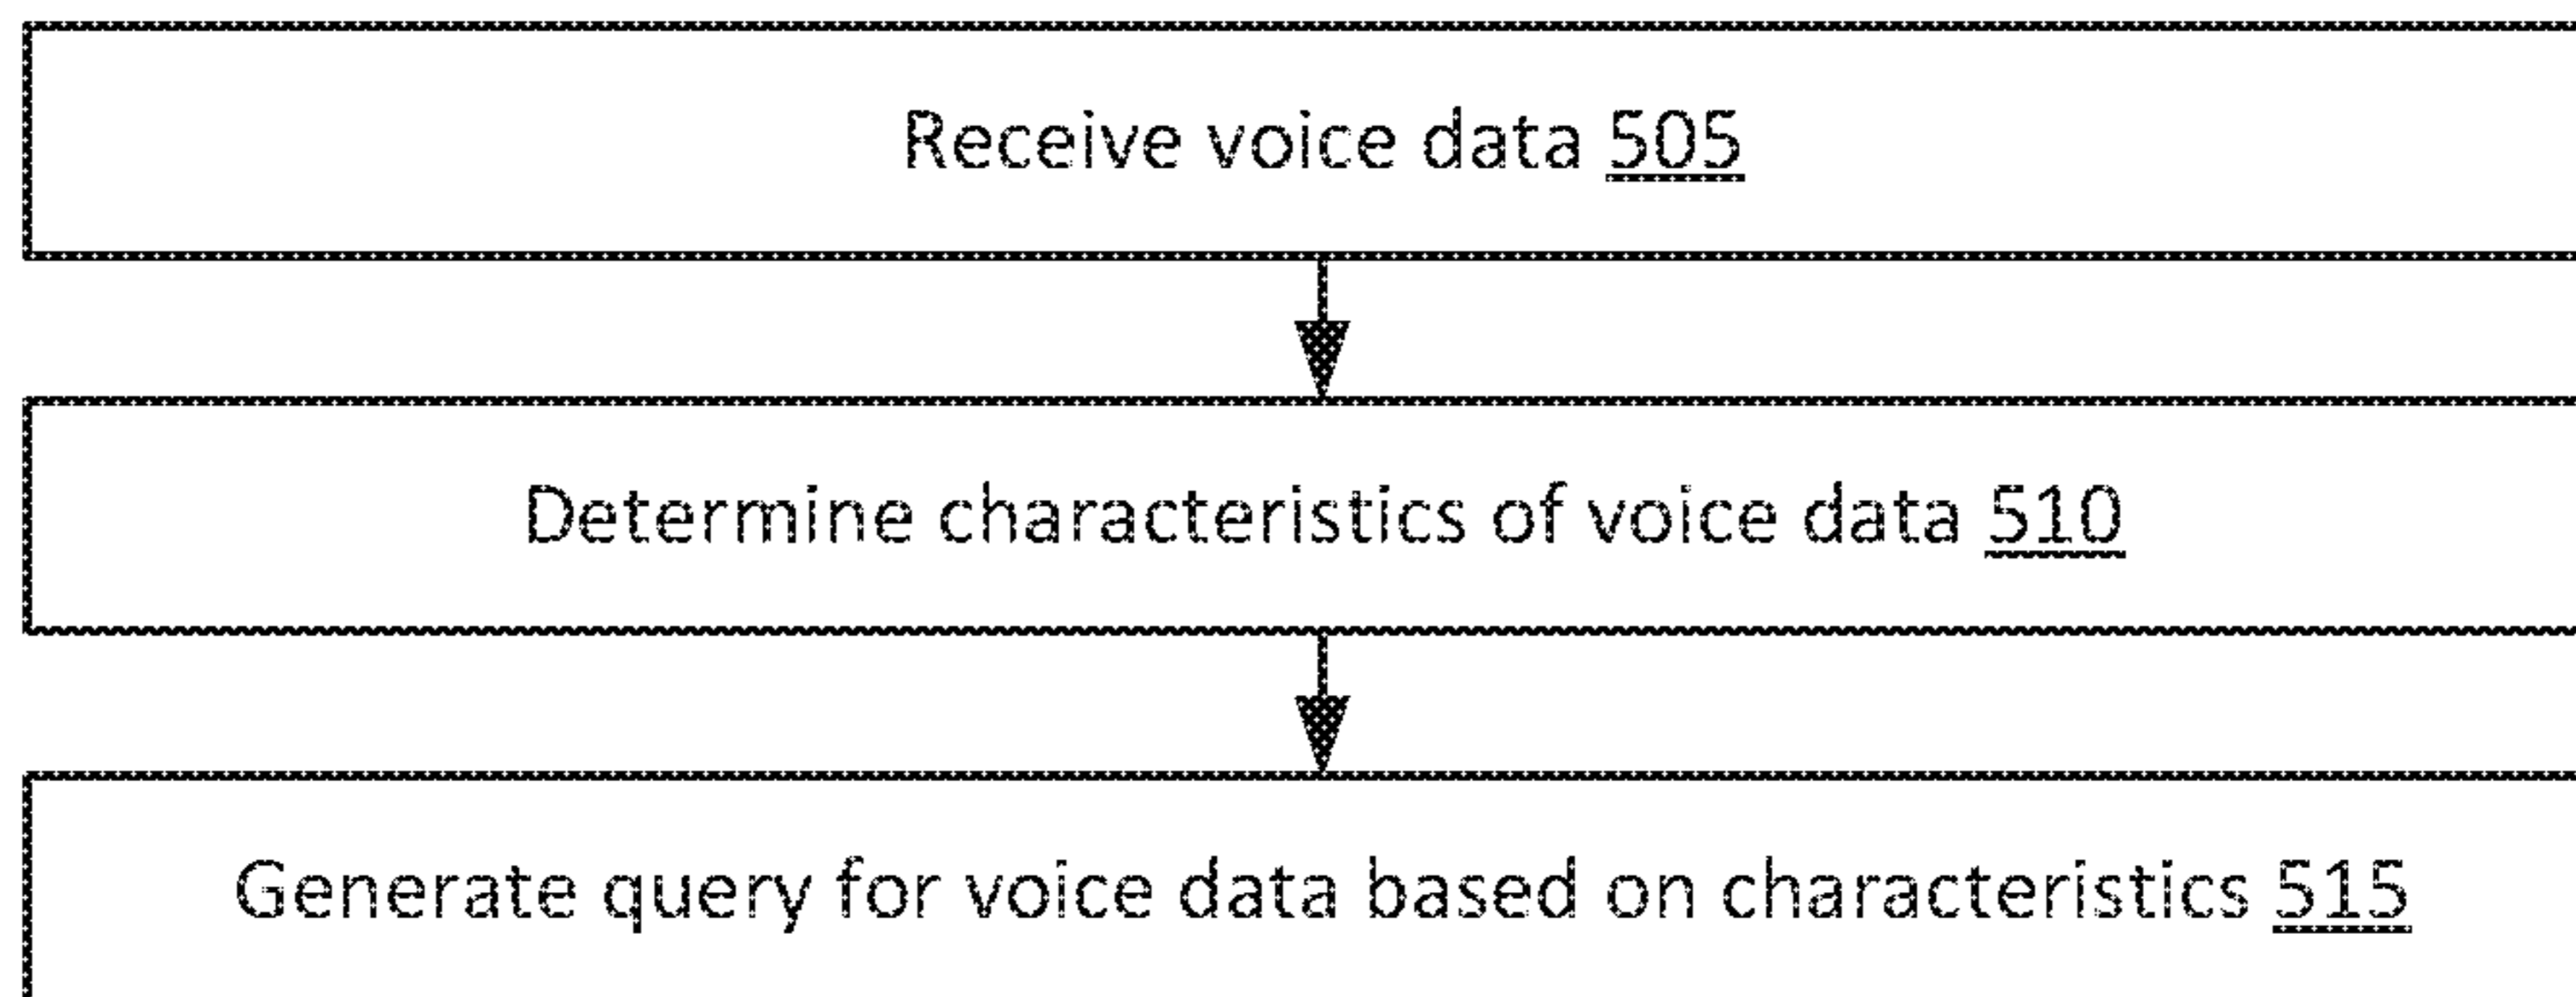 Receive voice data 505
Determine characteristics of voice data 510
Generate query for voice data based on characteristics 515